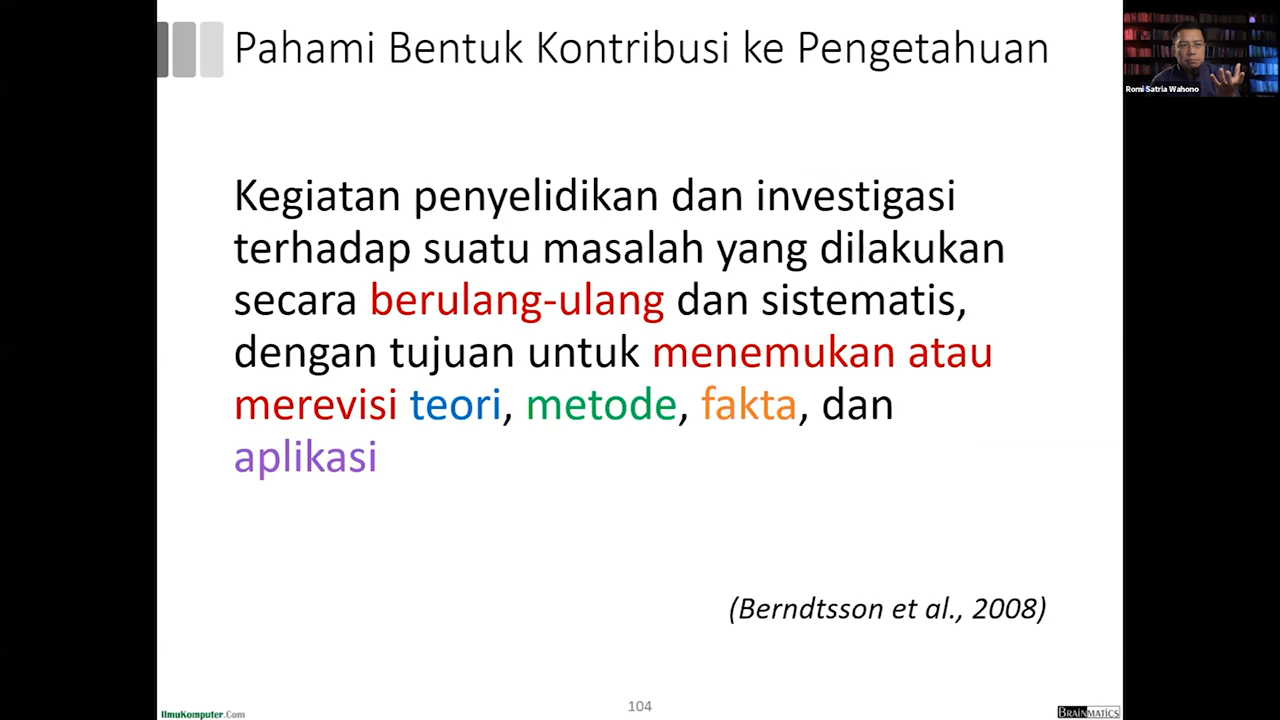 Pahami Bentuk Kontribusi ke Pengetahuan
Romi Satria Wahono
Kegiatan penyelidikan dan investigasi
terhadap suatu masalah yang dilakukan
secara berulang-ulang dan sistematis,
dengan tujuan untuk menemukan atau
merevisi teori, metode, fakta, dan
aplikasi
(Berndtsson et al., 2008)
IlmuKomputer.Com
104
BRAINMATICS